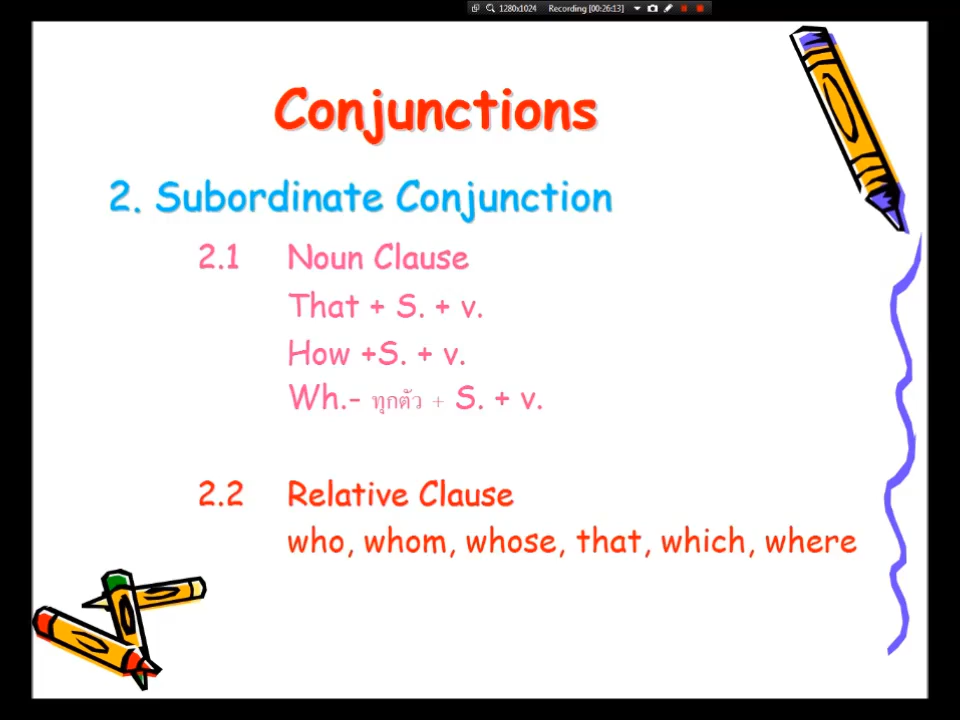 1280x1024 Recording [00:26:13]
Conjunctions
2. Subordinate Conjunction
2.1 Noun Clause
That + S. + v.
How +S. + v.
Wh.- ทุกตัว + S. + v.
2.2 Relative Clause
who, whom, whose, that, which, where